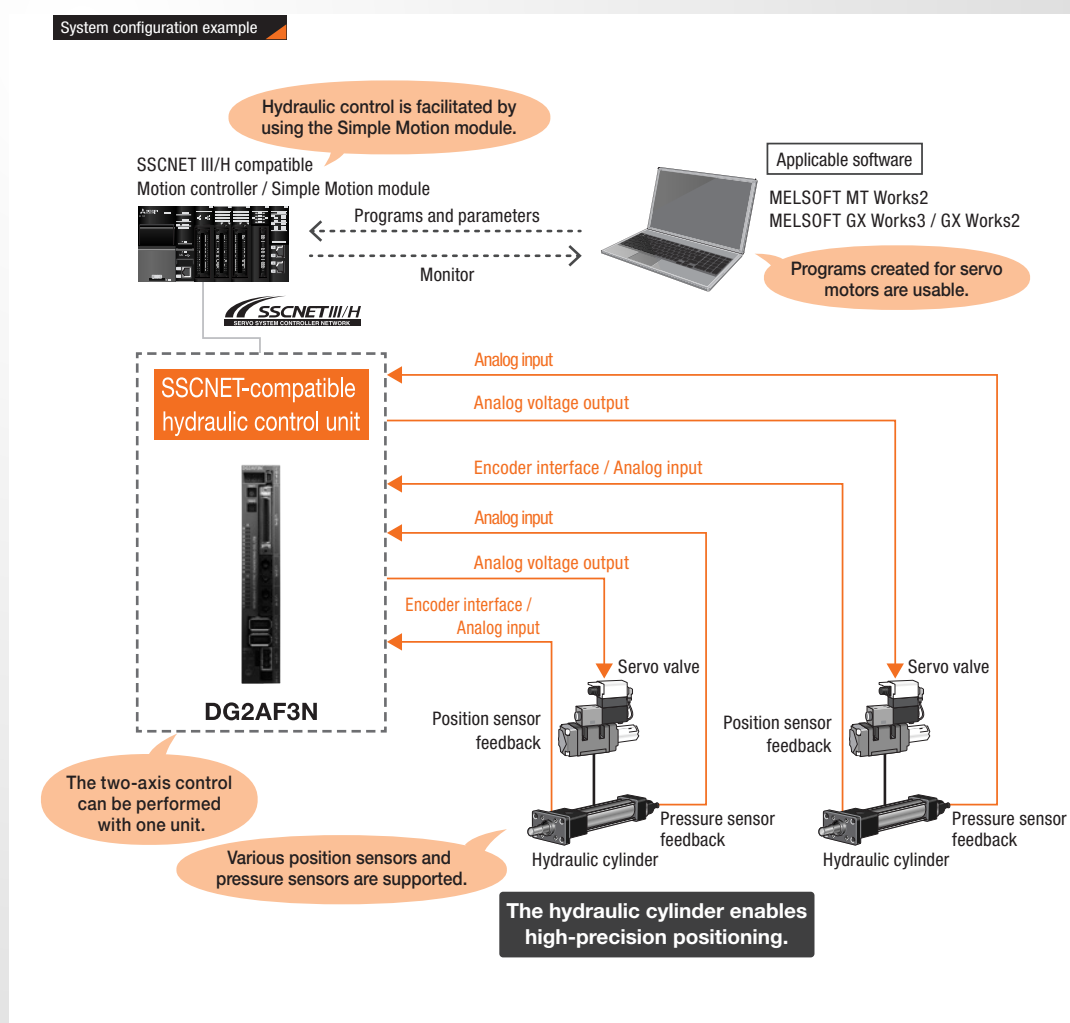 System configuration example
Hydraulic control is facilitated by
using the Simple Motion module.
SSCNET III/H compatible
Motion controller / Simple Motion module
Applicable software
MELSOFT MT Works2
MELSOFT GX Works3 / GX Works2
Programs and parameters
Monitor
Programs created for servo
motors are usable.
SSCNETIII/H
SERVO SYSTEM CONTROLLER NETWORK
SSCNET-compatible
hydraulic control unit
DG2AF3N
Analog input
Analog voltage output
Encoder interface / Analog input
Analog input
Analog voltage output
Encoder interface /
Analog input
Servo valve
Servo valve
Position sensor
feedback
Position sensor
feedback
The two-axis control
can be performed
with one unit.
Pressure sensor
feedback
Pressure sensor
feedback
Hydraulic cylinder
Hydraulic cylinder
Various position sensors and
pressure sensors are supported.
The hydraulic cylinder enables
high-precision positioning.